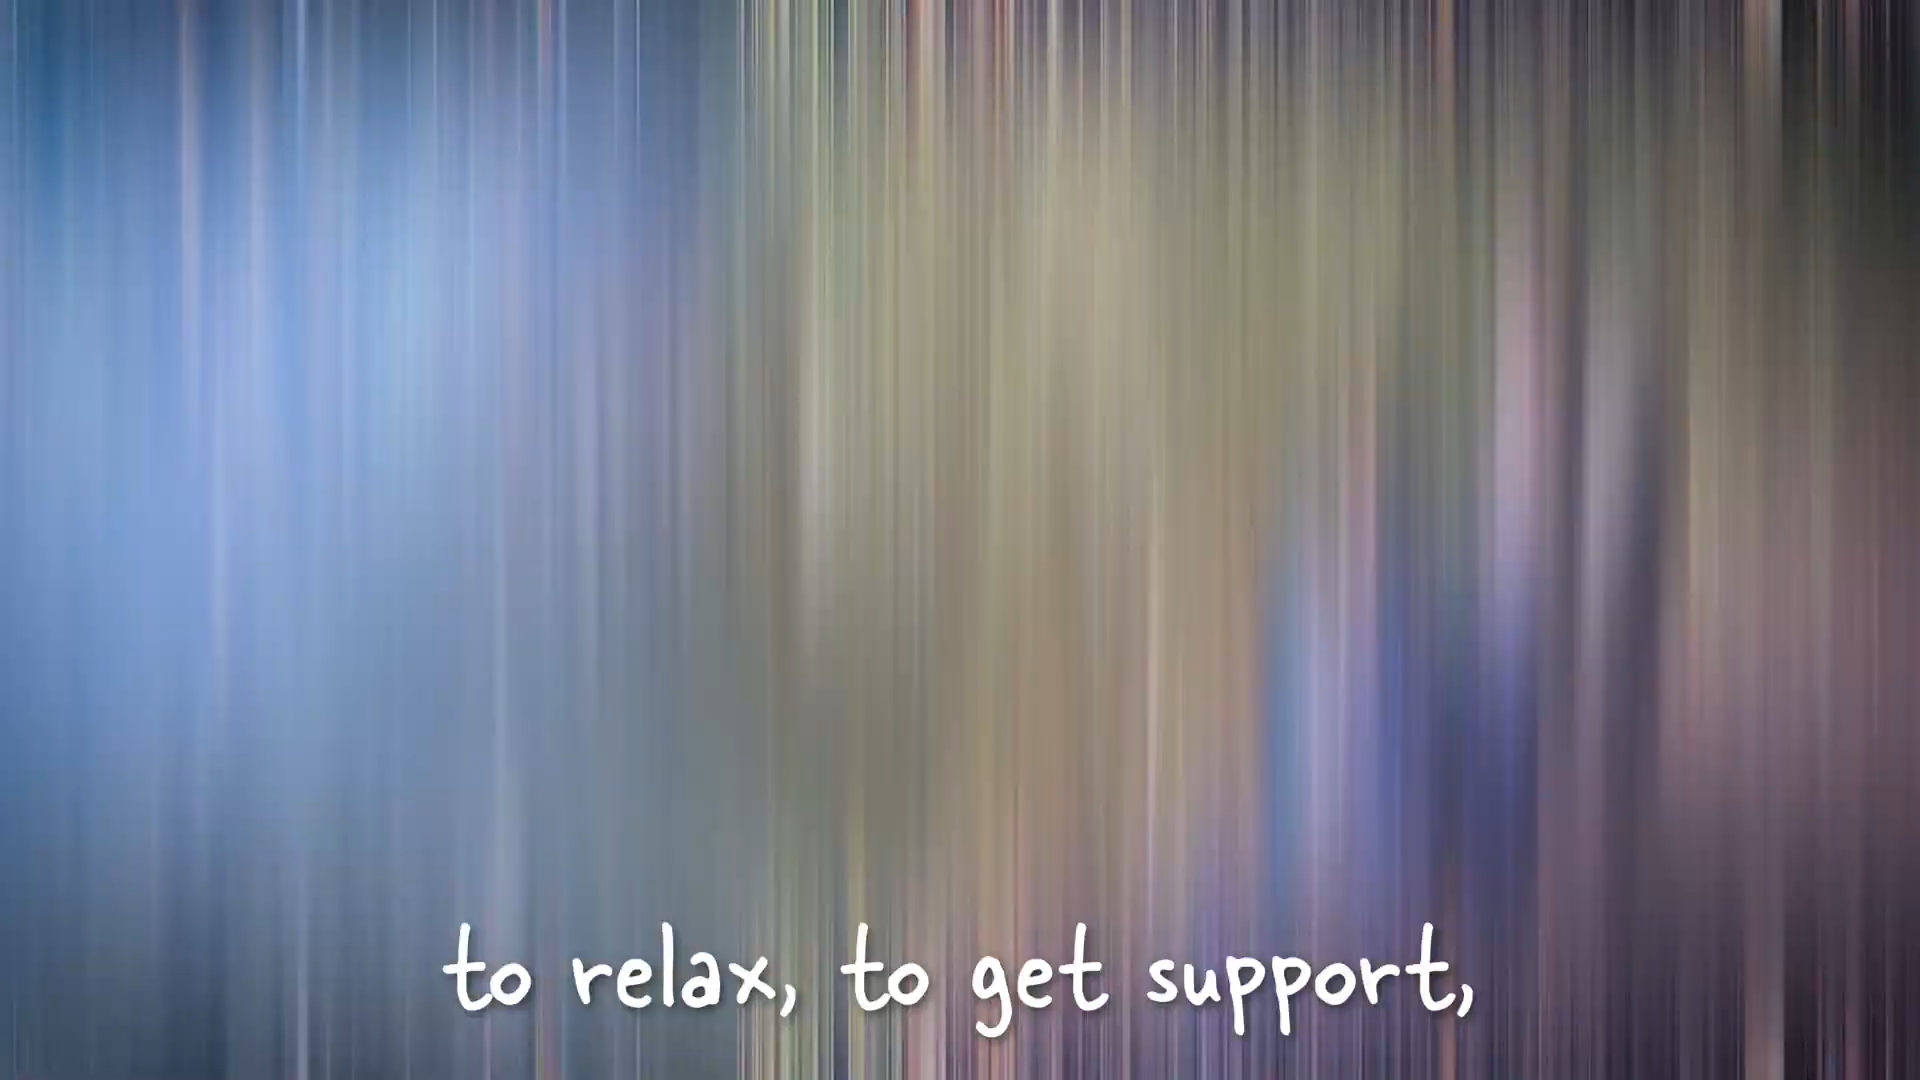 to relax, to get support,